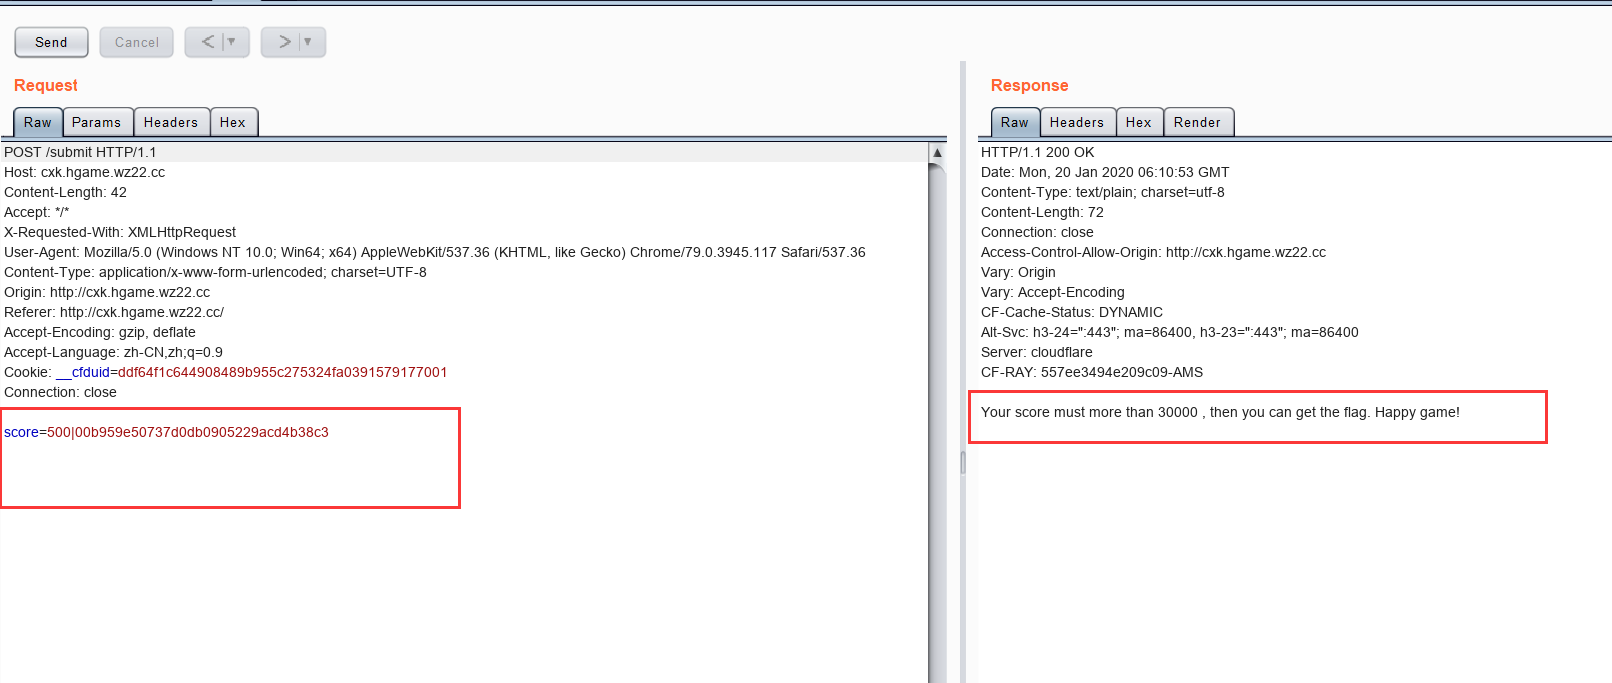 Send Cancel < >
Request
Raw Params Headers Hex
POST /submit HTTP/1.1
Host: cxk.hgame.wz22.cc
Content-Length: 42
Accept: */*
X-Requested-With: XMLHttpRequest
User-Agent: Mozilla/5.0 (Windows NT 10.0; Win64; x64) AppleWebKit/537.36 (KHTML, like Gecko) Chrome/79.0.3945.117 Safari/537.36
Content-Type: application/x-www-form-urlencoded; charset=UTF-8
Origin: http://cxk.hgame.wz22.cc
Referer: http://cxk.hgame.wz22.cc/
Accept-Encoding: gzip, deflate
Accept-Language: zh-CN,zh;q=0.9
Cookie: __cfduid=ddf64f1c644908489b955c275324fa0391579177001
Connection: close
score=500|00b959e50737d0db0905229acd4b38c3
Response
Raw Headers Hex Render
HTTP/1.1 200 OK
Date: Mon, 20 Jan 2020 06:10:53 GMT
Content-Type: text/plain; charset=utf-8
Content-Length: 72
Connection: close
Access-Control-Allow-Origin: http://cxk.hgame.wz22.cc
Vary: Origin
Vary: Accept-Encoding
CF-Cache-Status: DYNAMIC
Alt-Svc: h3-24=":443"; ma=86400, h3-23=":443"; ma=86400
Server: cloudflare
CF-RAY: 557ee3494e209c09-AMS
Your score must more than 30000 , then you can get the flag. Happy game!